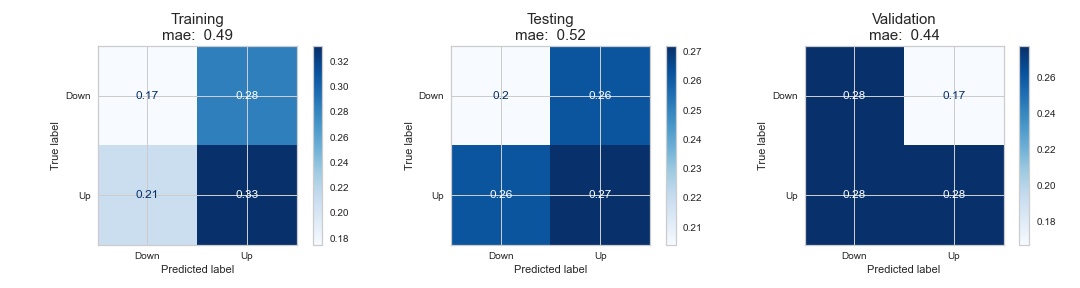 Training
mae: 0.49
True label
Down
Up
0.17
0.28
0.21
0.33
Down
Up
Predicted label
0.32
0.30
0.28
0.26
0.24
0.22
0.20
0.18
Testing
mae: 0.52
True label
Down
Up
0.2
0.26
0.26
0.27
Down
Up
Predicted label
0.27
0.26
0.25
0.24
0.23
0.22
0.21
Validation
mae: 0.44
True label
Down
Up
0.28
0.17
0.28
0.28
Down
Up
Predicted label
0.26
0.24
0.22
0.20
0.18